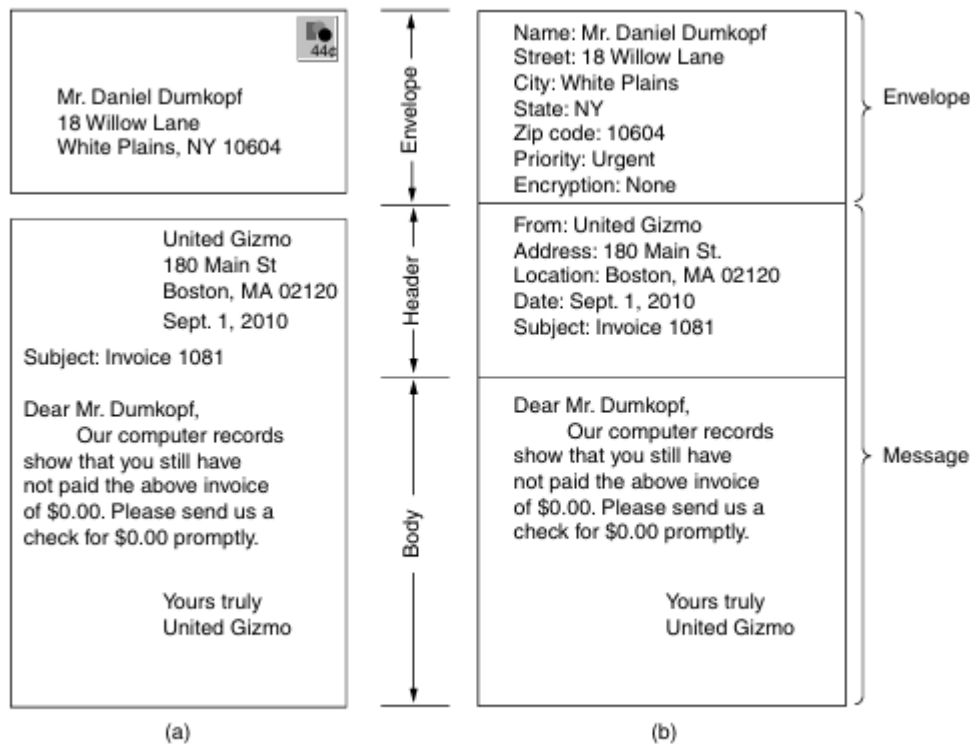 44¢
Mr. Daniel Dumkopf
18 Willow Lane
White Plains, NY 10604
United Gizmo
180 Main St
Boston, MA 02120
Sept. 1, 2010
Subject: Invoice 1081
Dear Mr. Dumkopf,
Our computer records
show that you still have
not paid the above invoice
of $0.00. Please send us a
check for $0.00 promptly.
Yours truly
United Gizmo
(a)
Envelope
Header
Body
Name: Mr. Daniel Dumkopf
Street: 18 Willow Lane
City: White Plains
State: NY
Zip code: 10604
Priority: Urgent
Encryption: None
From: United Gizmo
Address: 180 Main St.
Location: Boston, MA 02120
Date: Sept. 1, 2010
Subject: Invoice 1081
Dear Mr. Dumkopf,
Our computer records
show that you still have
not paid the above invoice
of $0.00. Please send us a
check for $0.00 promptly.
Yours truly
United Gizmo
(b)
Envelope
Message